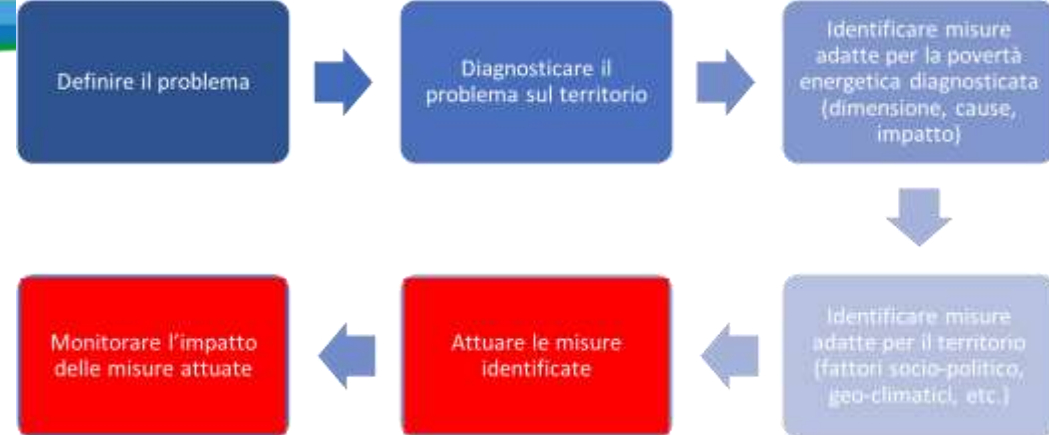 Definire il problema
Diagnosticare il
problema sul territorio
Identificare misure
adatte per la povertà
energetica diagnosticata
(dimensione, cause,
impatto)
Identificare misure
adatte per il territorio
(fattori socio-politico,
geo-climatici, etc.)
Attuare le misure
identificate
Monitorare l'impatto
delle misure attuate